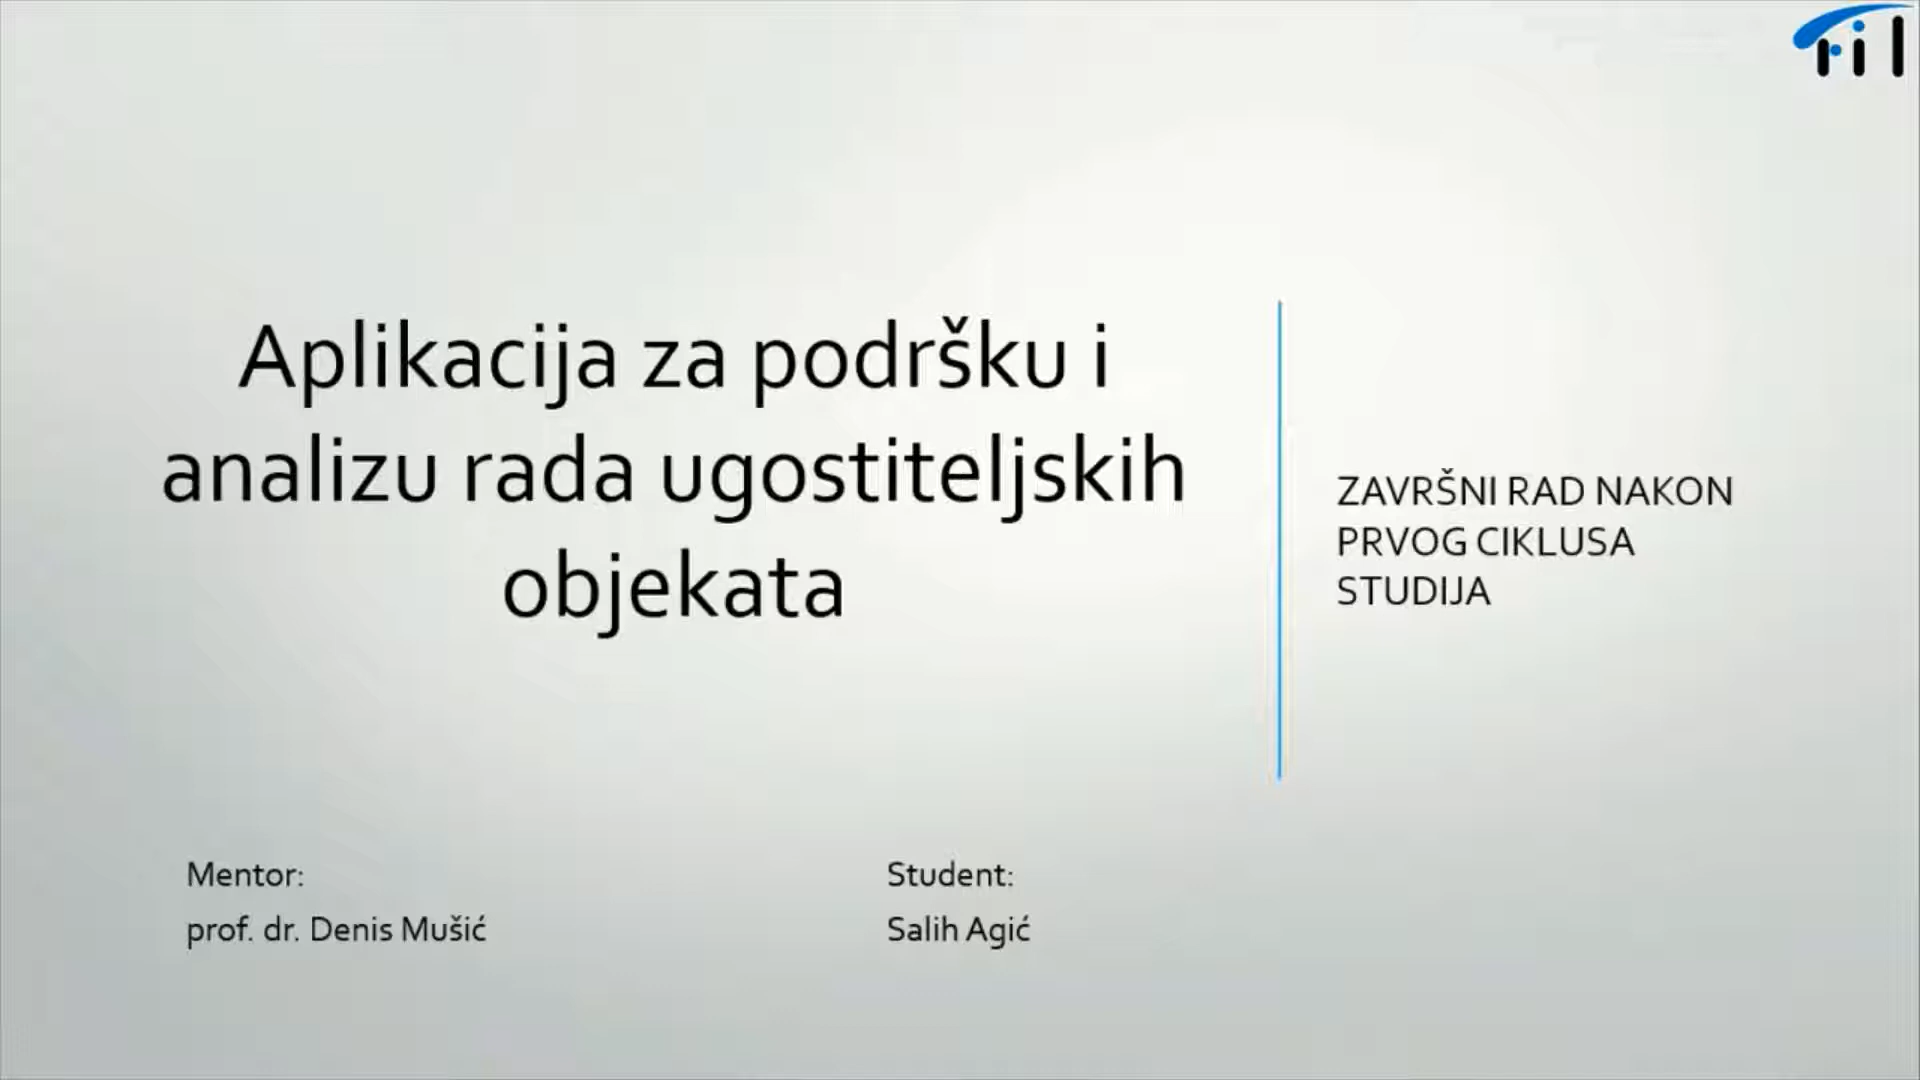 Aplikacija za podršku i
analizu rada ugostiteljskih
objekata
ZAVRŠNI RAD NAKON
PRVOG CIKLUSA
STUDIJA
Mentor:
prof. dr. Denis Mušić
Student:
Salih Agić